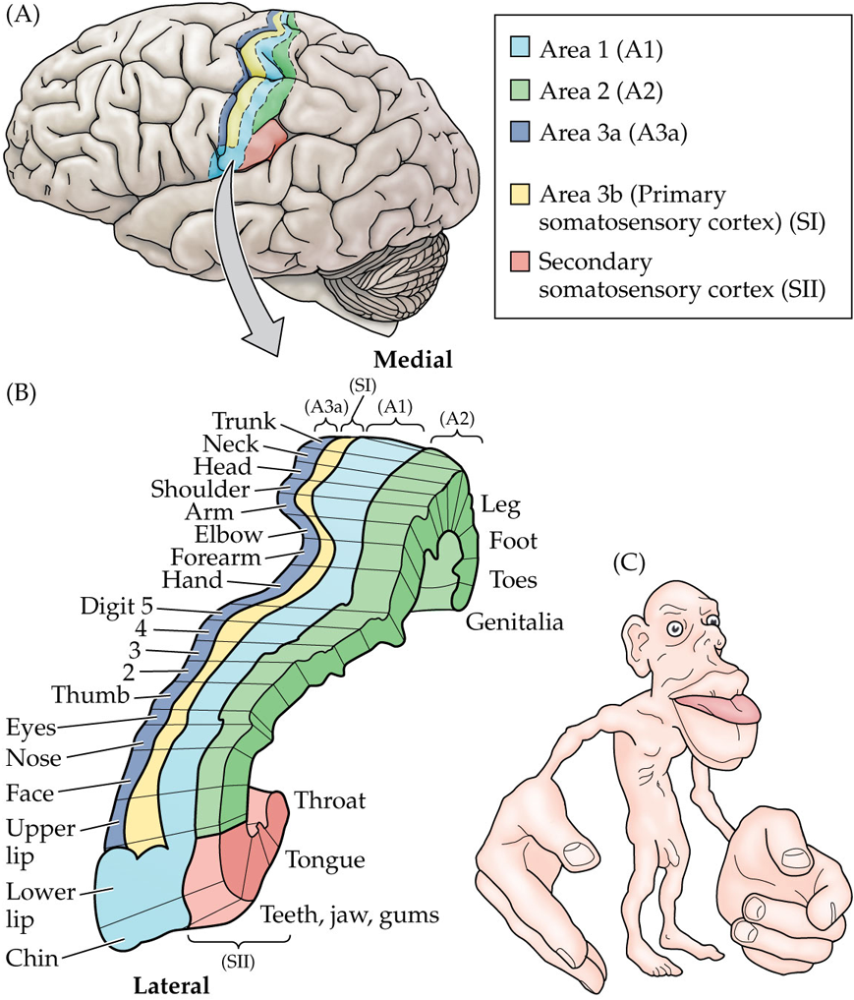 (A)
Area 1 (A1)
Area 2 (A2)
Area 3a (A3a)
Area 3b (Primary
somatosensory cortex) (SI)
Secondary
somatosensory cortex (SII)
Medial
(B)
(SI)
(A3a)
(A1)
(A2)
Trunk
Neck
Head
Shoulder
Arm
Elbow
Forearm
Hand
Digit 5
4
3
2
Thumb
Eyes
Nose
Face
Upper
lip
Lower
lip
Chin
Leg
Foot
Toes
Genitalia
Throat
Tongue
Teeth, jaw, gums
(SII)
Lateral
(C)